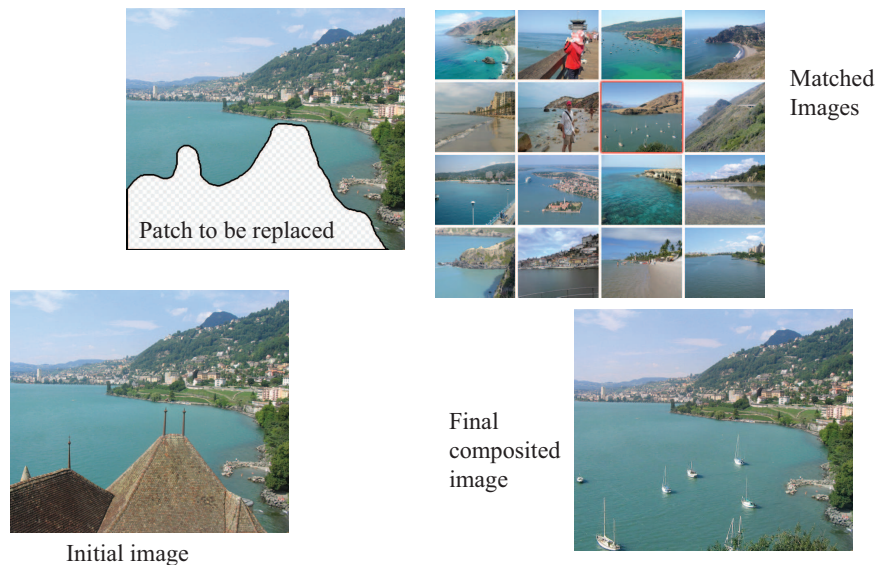 Patch to be replaced
Matched
Images
Initial image
Final
composited
image